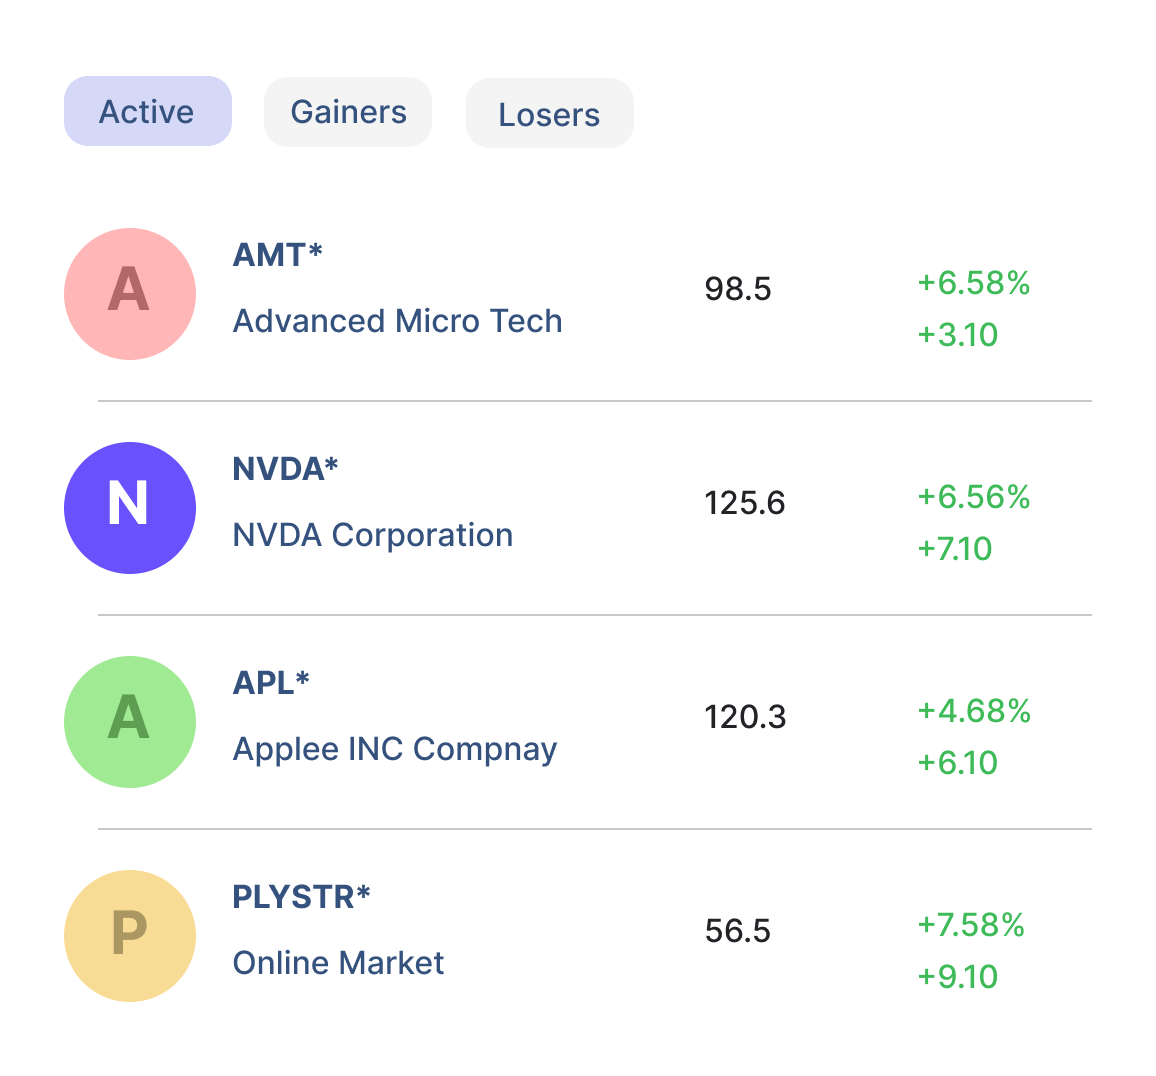 Active Gainers Losers
A
AMT*
Advanced Micro Tech
98.5
+6.58%
+3.10
N
NVDA*
NVDA Corporation
125.6
+6.56%
+7.10
A
APL*
Applee INC Compnay
120.3
+4.68%
+6.10
P
PLYSTR*
Online Market
56.5
+7.58%
+9.10